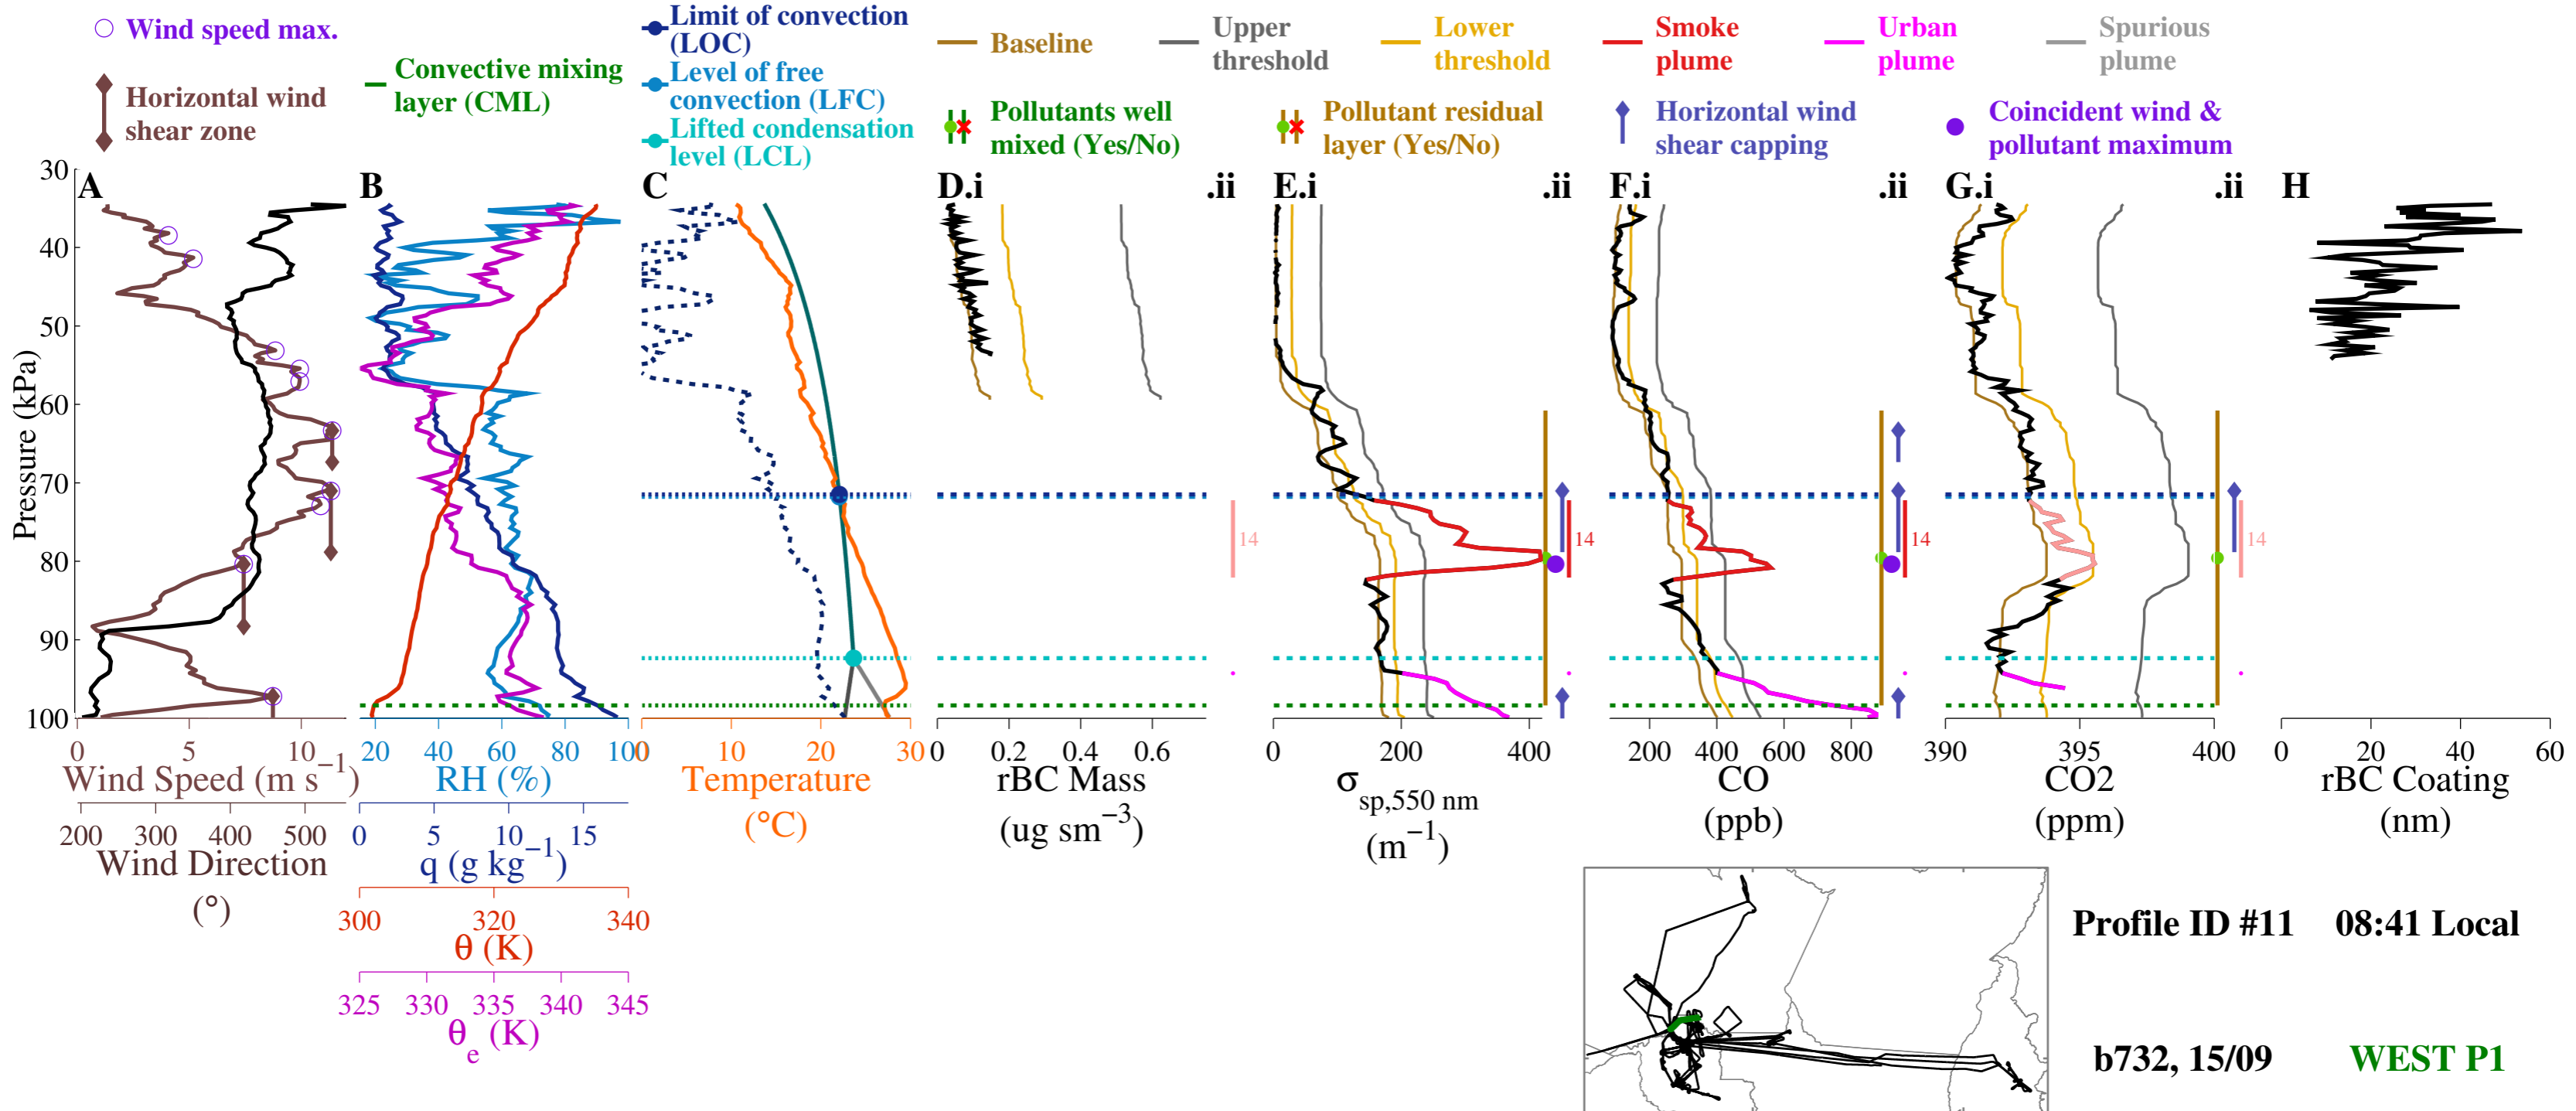 Wind speed max.
Horizontal wind
shear zone
Convective mixing
layer (CML)
Limit of convection
(LOC)
Level of free
convection (LFC)
Lifted condensation
level (LCL)
Baseline
Upper
threshold
Lower
threshold
Smoke
plume
Urban
plume
Spurious
plume
Pollutants well
mixed (Yes/No)
Pollutant residual
layer (Yes/No)
Horizontal wind
shear capping
Coincident wind &
pollutant maximum
A
B
C
D.i
.ii
E.i
.ii
F.i
.ii
G.i
.ii
H
Pressure (kPa)
30
40
50
60
70
80
90
100
14
14
14
14
0 5 10
Wind Speed (m s−1)
200 300 400 500
Wind Direction
(°)
20 40 60 80 100
RH (%)
0 5 10 15
q (g kg−1)
300 320 340
θ (K)
325 330 335 340 345
θe (K)
0 10 20 30
Temperature
(°C)
0 0.2 0.4 0.6
rBC Mass
(ug sm−3)
0 200 400
σsp,550 nm
(m−1)
200 400 600 800
CO
(ppb)
390 395 400
CO2
(ppm)
0 20 40 60
rBC Coating
(nm)
Profile ID #11 08:41 Local
b732, 15/09 WEST P1